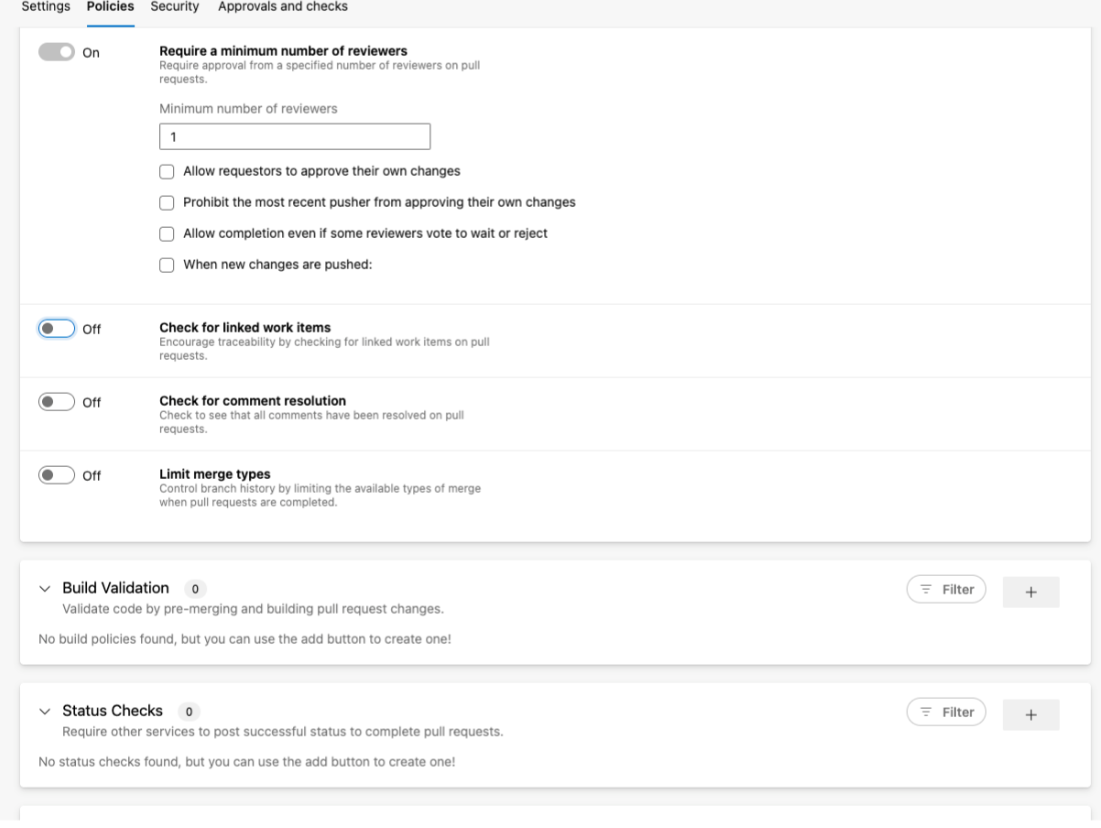 Settings Policies Security Approvals and checks
On Require a minimum number of reviewers
Require approval from a specified number of reviewers on pull
requests.
Minimum number of reviewers
1
Allow requestors to approve their own changes
Prohibit the most recent pusher from approving their own changes
Allow completion even if some reviewers vote to wait or reject
When new changes are pushed:
Off Check for linked work items
Encourage traceability by checking for linked work items on pull
requests.
Off Check for comment resolution
Check to see that all comments have been resolved on pull
requests.
Off Limit merge types
Control branch history by limiting the available types of merge
when pull requests are completed.
Build Validation 0 Filter +
Validate code by pre-merging and building pull request changes.
No build policies found, but you can use the add button to create one!
Status Checks 0 Filter +
Require other services to post successful status to complete pull requests.
No status checks found, but you can use the add button to create one!